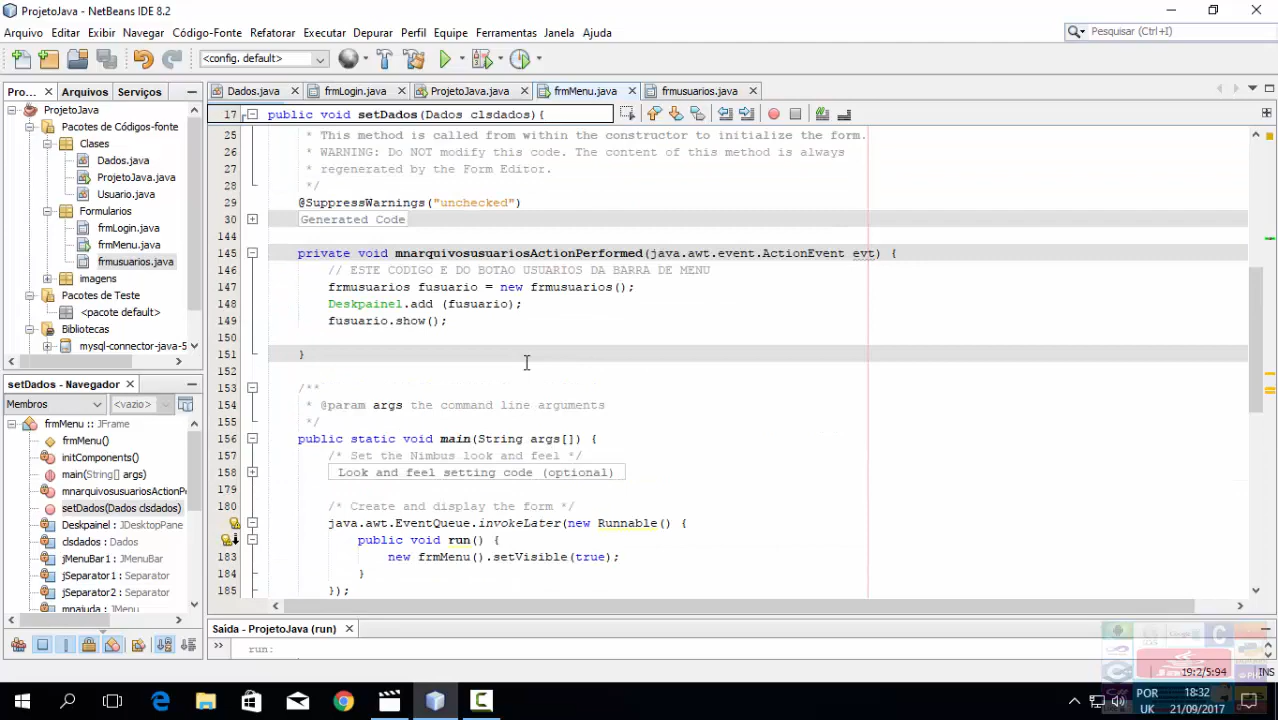 ProjetoJava - NetBeans IDE 8.2
Arquivo Editar Exibir Navegar Código-Fonte Refatorar Executar Depurar Perfil Equipe Ferramentas Janela Ajuda
Pesquisar (Ctrl+I)
<config. default>
Pro... Arquivos Serviços
Dados.java frmLogin.java ProjetoJava.java frmMenu.java frmusuarios.java
ProjetoJava
Pacotes de Códigos-fonte
Clases
Dados.java
ProjetoJava.java
Usuario.java
Formularios
frmLogin.java
frmMenu.java
frmusuarios.java
imagens
Pacotes de Teste
<pacote default>
Bibliotecas
mysql-connector-java-5
setDados - Navegador
Membros <vazio>
frmMenu :: JFrame
frmMenu()
initComponents()
main(String[] args)
mnarquivosusuariosActionPe
setDados(Dados clsdados)
Deskpainel : JDesktopPane
clsdados : Dados
jMenuBar1 : JMenuBar
jSeparator1 : Separator
jSeparator2 : Separator
mnajuda : JMenu
17 public void setDados(Dados clsdados){
25 * This method is called from within the constructor to initialize the form.
26 * WARNING: Do NOT modify this code. The content of this method is always
27 * regenerated by the Form Editor.
28 */
29 @SuppressWarnings("unchecked")
30 Generated Code
144
145 private void mnarquivosusuariosActionPerformed(java.awt.event.ActionEvent evt) {
146 // ESTE CODIGO E DO BOTAO USUARIOS DA BARRA DE MENU
147 frmusuarios fusuario = new frmusuarios();
148 Deskpainel.add (fusuario);
149 fusuario.show();
150
151 }
152
153 /**
154 * @param args the command line arguments
155 */
156 public static void main(String args[]) {
157 /* Set the Nimbus look and feel */
158 Look and feel setting code (optional)
179
180 /* Create and display the form */
java.awt.EventQueue.invokeLater(new Runnable() {
public void run() {
183 new frmMenu().setVisible(true);
184 }
185 });
Saída - ProjetoJava (run)
run:
19:2/5:94 INS
POR
UK
18:32
21/09/2017